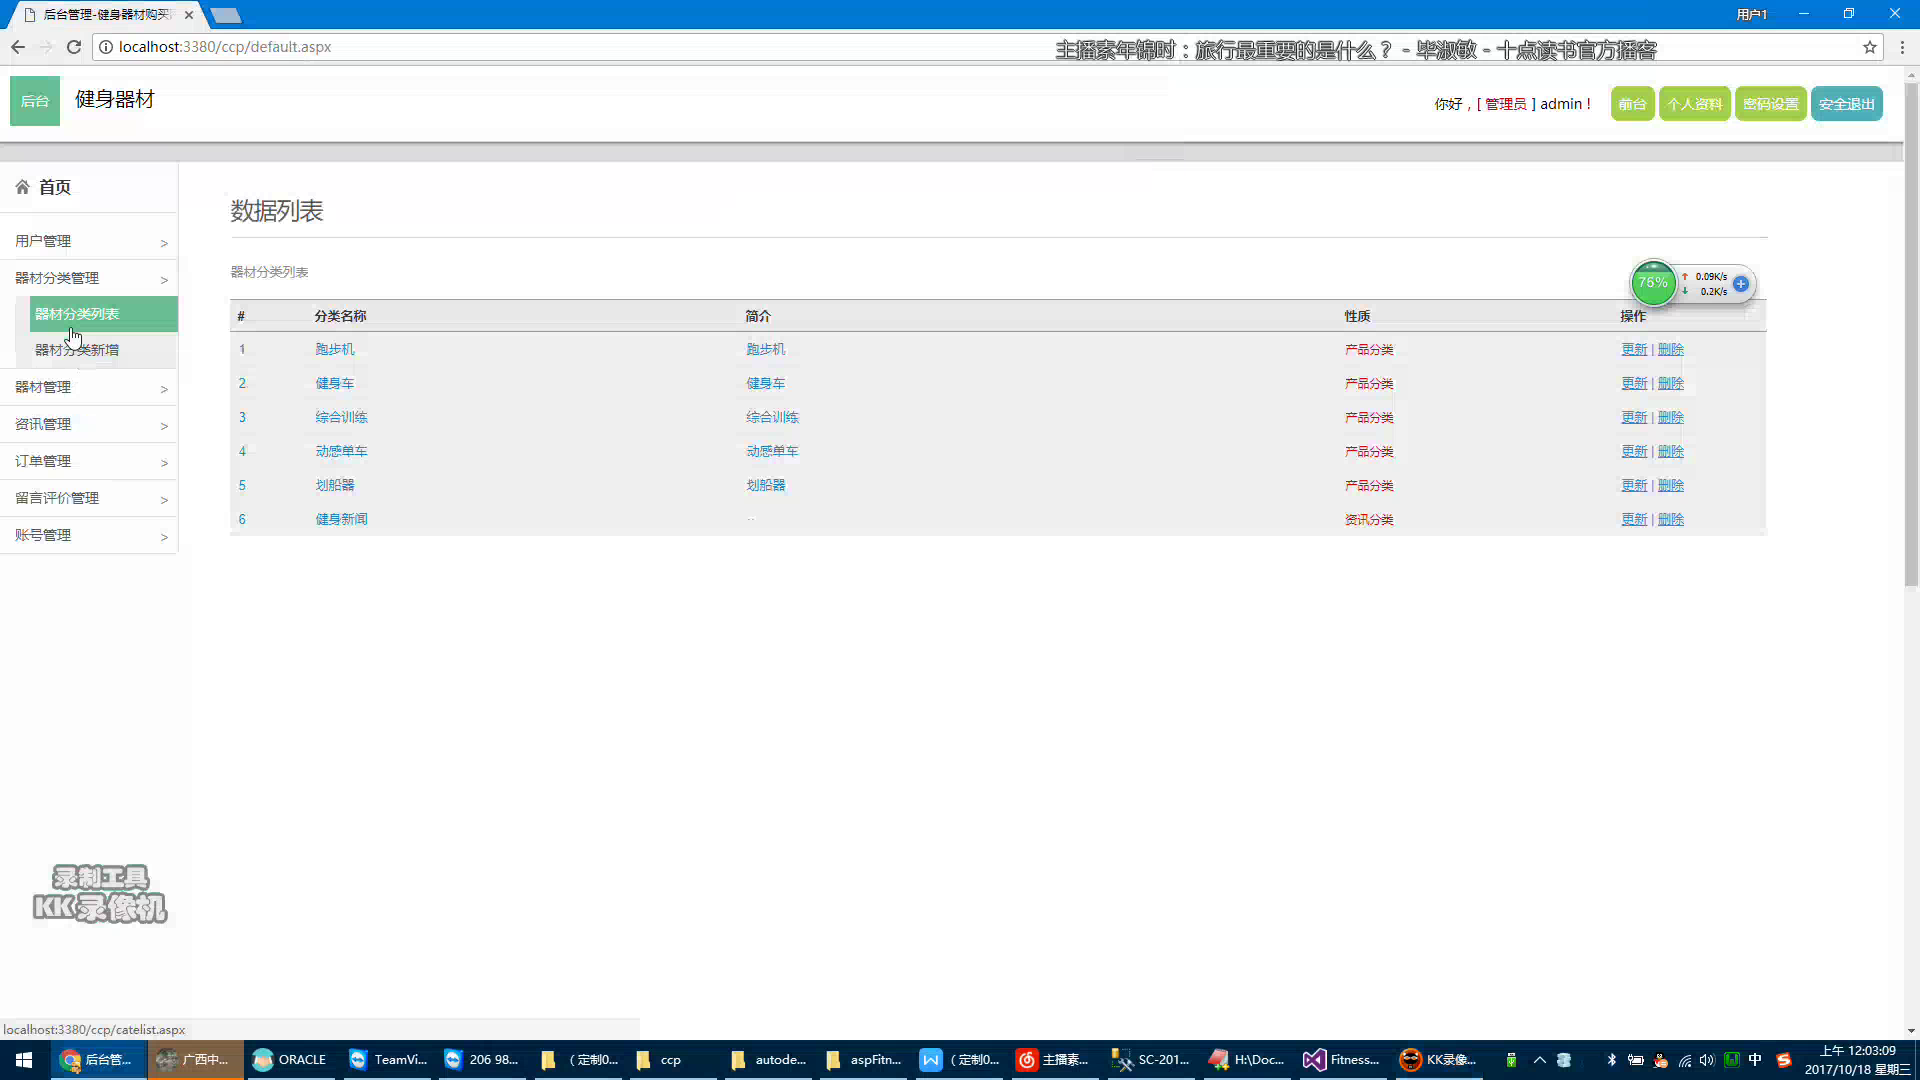 后台管理-健身器材购买
用户1
localhost:3380/ccp/default.aspx
主播素年锦时：旅行最重要的是什么？ - 毕淑敏 - 十点读书官方播客
后台
健身器材
你好，[ 管理员 ] admin！
前台
个人资料
密码设置
安全退出
首页
用户管理 >
器材分类管理 >
器材分类列表
器材分类新增
器材管理 >
资讯管理 >
订单管理 >
留言评价管理 >
账号管理 >
数据列表
器材分类列表
75%
↑ 0.09K/s
↓ 0.2K/s
# 分类名称 简介 性质 操作
1 跑步机 跑步机 产品分类 更新 | 删除
2 健身车 健身车 产品分类 更新 | 删除
3 综合训练 综合训练 产品分类 更新 | 删除
4 动感单车 动感单车 产品分类 更新 | 删除
5 划船器 划船器 产品分类 更新 | 删除
6 健身新闻 -- 资讯分类 更新 | 删除
录制工具
KK录像机
localhost:3380/ccp/catelist.aspx
后台管...
广西中...
ORACLE
TeamVi...
206 98...
（定制0...
ccp
autode...
aspFitn...
（定制0...
主播素...
SC-201...
H:\Doc...
Fitness...
KK录像...
中
上午 12:03:09
2017/10/18 星期三